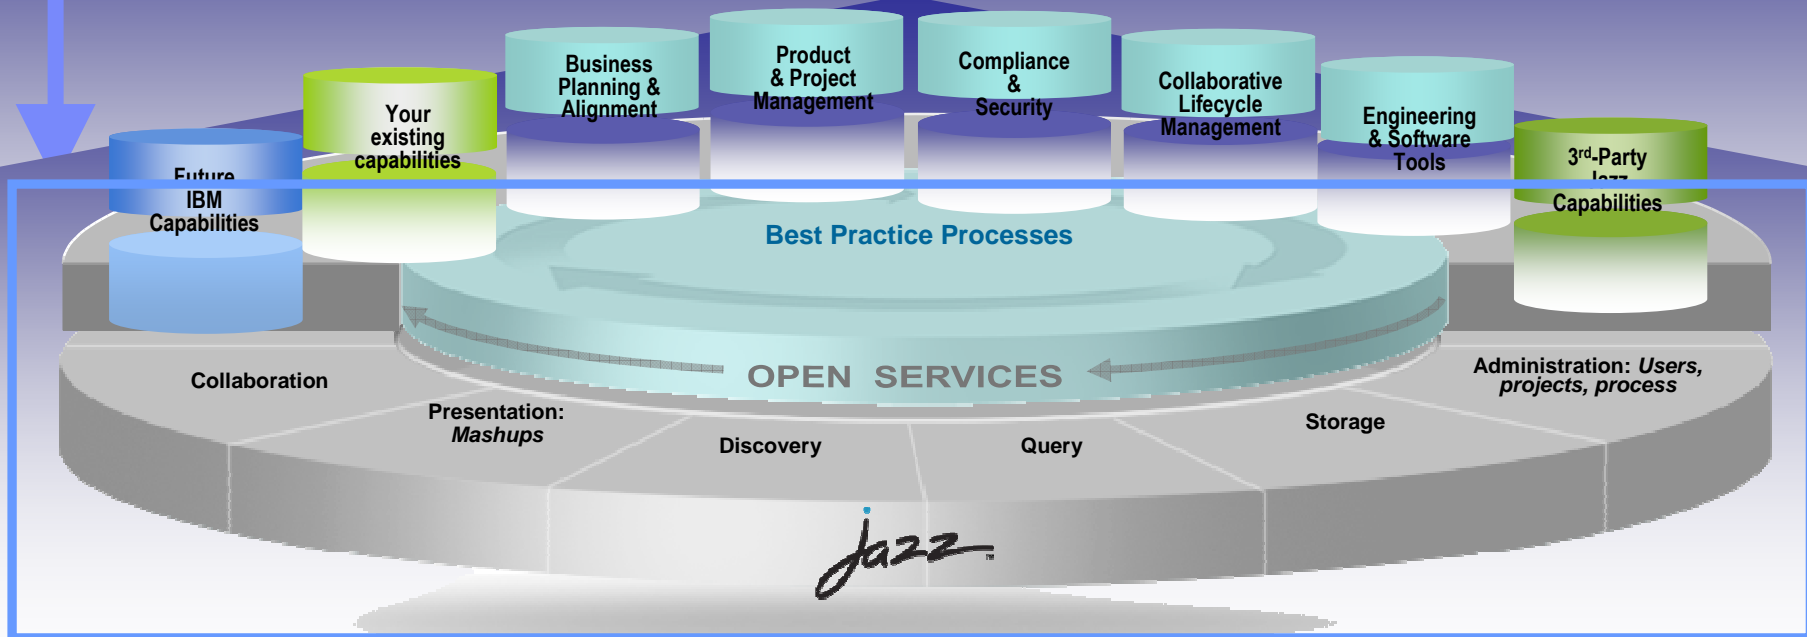 Future
IBM
Capabilities
Your
existing
capabilities
Business
Planning &
Alignment
Product
& Project
Management
Compliance
&
Security
Collaborative
Lifecycle
Management
Engineering
& Software
Tools
3rd-Party
Jazz
Capabilities
Best Practice Processes
OPEN SERVICES
Collaboration
Presentation:
Mashups
Discovery
Query
Storage
Administration: Users,
projects, process
jazz™